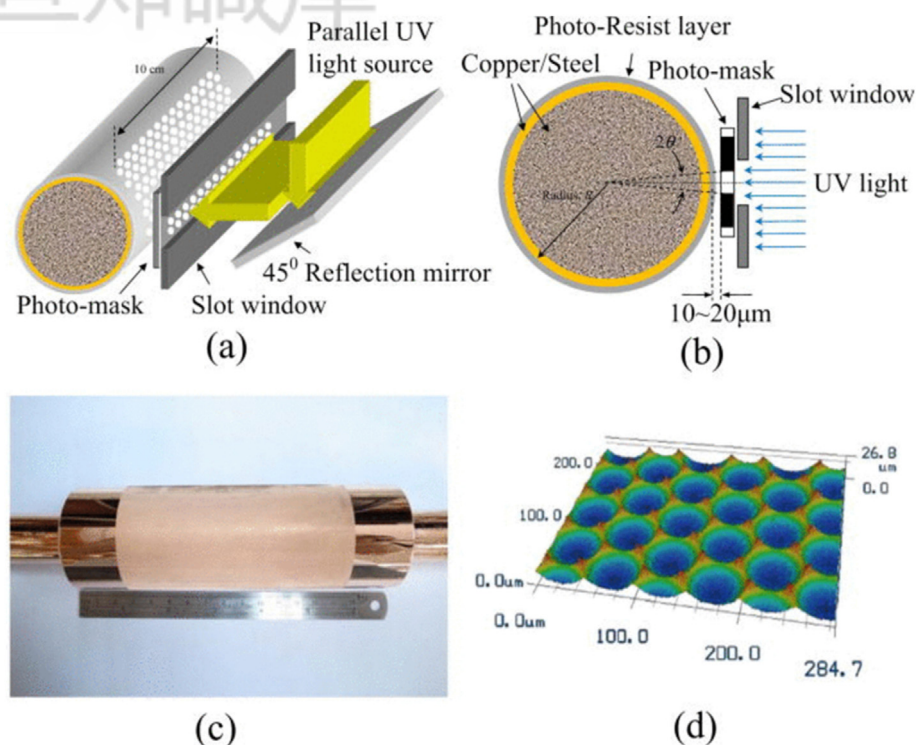 10 cm
Parallel UV
light source
45⁰ Reflection mirror
Photo-mask
Slot window
(a)
Photo-Resist layer
Copper/Steel
Photo-mask
Slot window
2θ
Radius, R
UV light
10~20μm
(b)
(c)
200.0
100.0
0.0um
0.0um
100.0
200.0
284.7
26.8
um
0.0
(d)